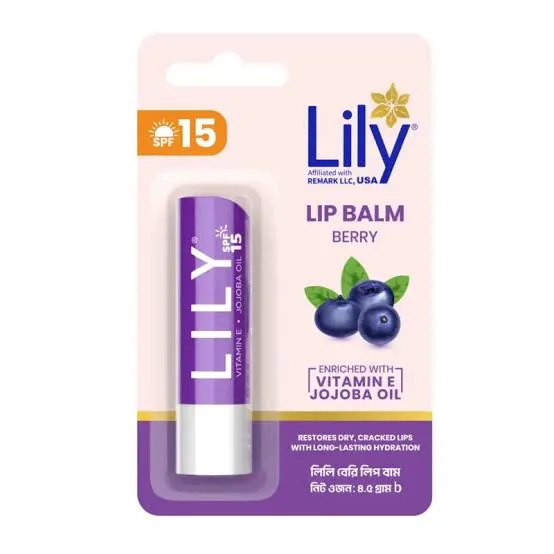 SPF 15
Lily®
Affiliated with
REMARK LLC, USA
LIP BALM
BERRY
LILY®
SPF 15
VITAMIN E • JOJOBA OIL
ENRICHED WITH
VITAMIN E
JOJOBA OIL
RESTORES DRY, CRACKED LIPS
WITH LONG-LASTING HYDRATION
লিলি বেরি লিপ বাম
নিট ওজন: ৪.৫ গ্রাম b